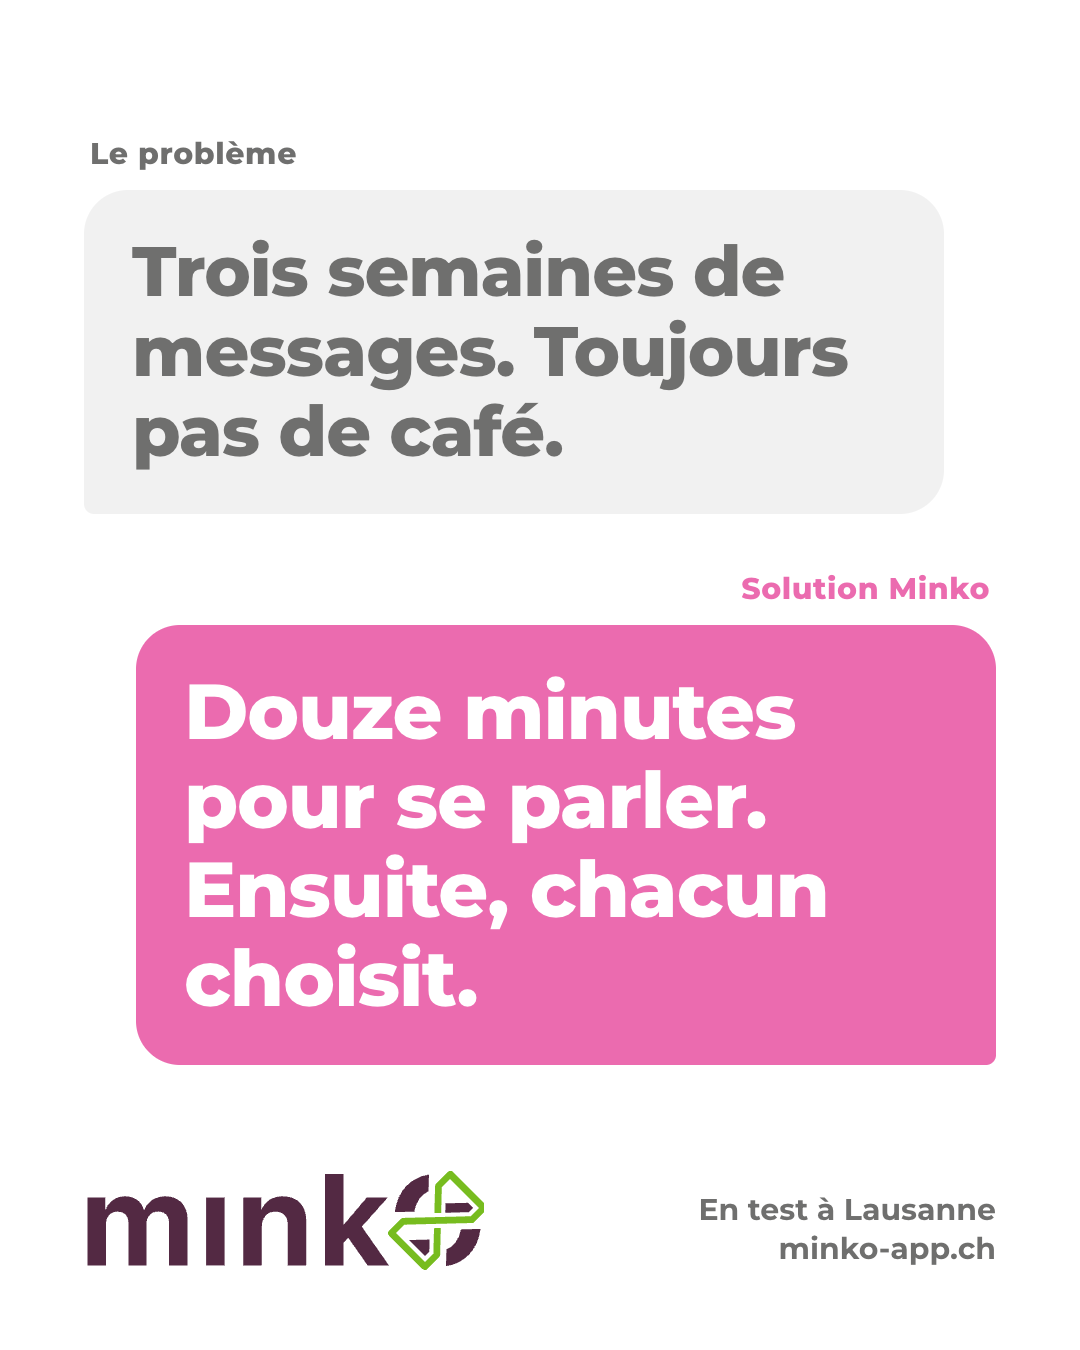 Le problème
Trois semaines de
messages. Toujours
pas de café.
Solution Minko
Douze minutes
pour se parler.
Ensuite, chacun
choisit.
minko
En test à Lausanne
minko-app.ch